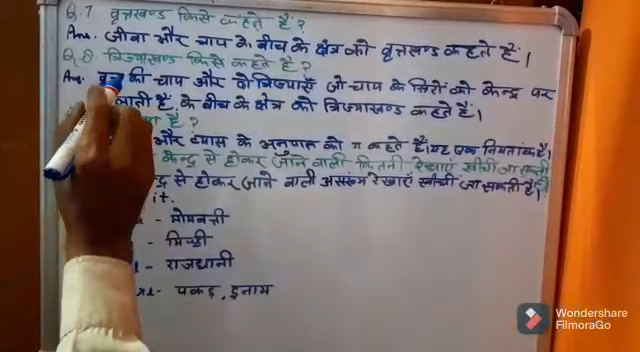 Q.7 वृत्तखण्ड किसे कहते हैं?
Ans. जीवा और चाप के बीच के क्षेत्र को वृत्तखण्ड कहते हैं।
Q.8 त्रिज्याखण्ड किसे कहते हैं?
Ans. वृत्त की चाप और दो त्रिज्याएँ जो चाप के सिरों को केन्द्र पर
लाती हैं, के बीच के क्षेत्र को त्रिज्याखण्ड कहते हैं।
है?
और व्यास के अनुपात को π कहते हैं। यह एक नियतांक है।
केन्द्र से होकर जाने वाली कितनी रेखाएं खींची जा सकती
से होकर जाने वाली असंख्य रेखाएं खींची जा सकती हैं।
it.
- मोमबत्ती
- मिट्टी
- राजधानी
- पकड़, इनाम
Wondershare
FilmoraGo